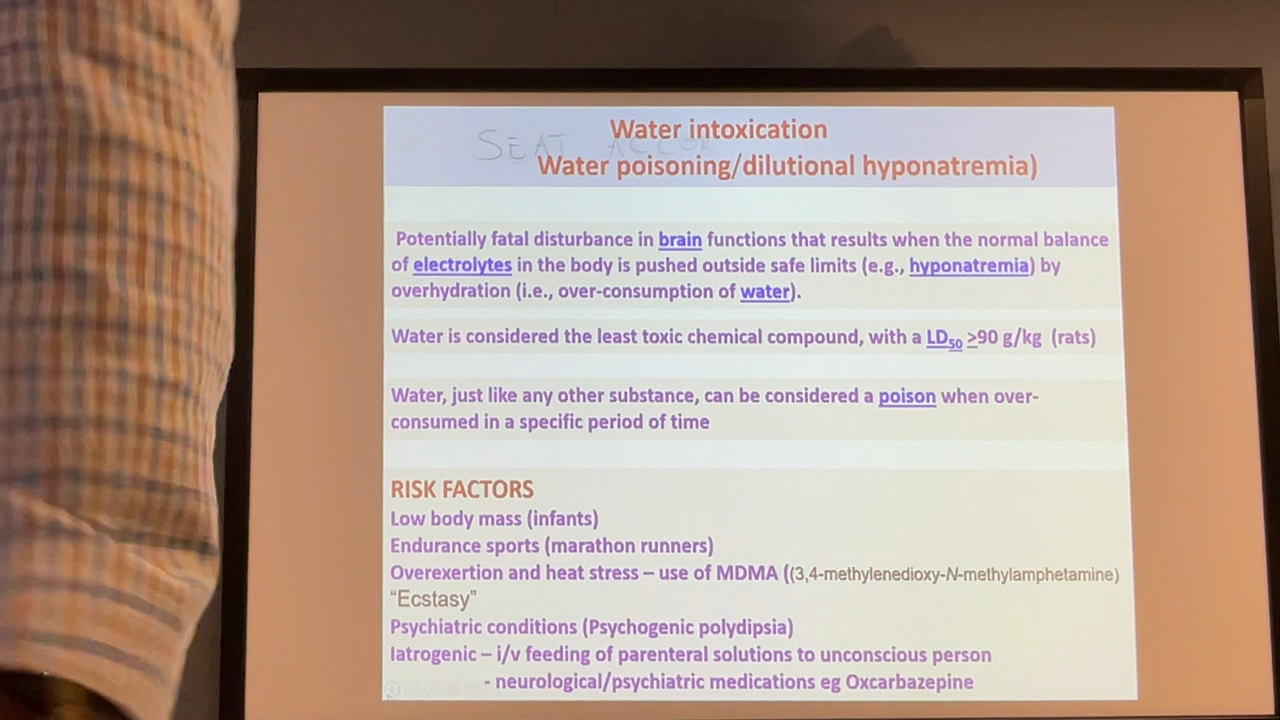 Water intoxication
SEAT
Water poisoning/dilutional hyponatremia)
Potentially fatal disturbance in brain functions that results when the normal balance
of electrolytes in the body is pushed outside safe limits (e.g., hyponatremia) by
overhydration (i.e., over-consumption of water).
Water is considered the least toxic chemical compound, with a LD50 ≥90 g/kg (rats)
Water, just like any other substance, can be considered a poison when over-
consumed in a specific period of time
RISK FACTORS
Low body mass (infants)
Endurance sports (marathon runners)
Overexertion and heat stress – use of MDMA ((3,4-methylenedioxy-N-methylamphetamine)
“Ecstasy”
Psychiatric conditions (Psychogenic polydipsia)
Iatrogenic – i/v feeding of parenteral solutions to unconscious person
- neurological/psychiatric medications eg Oxcarbazepine